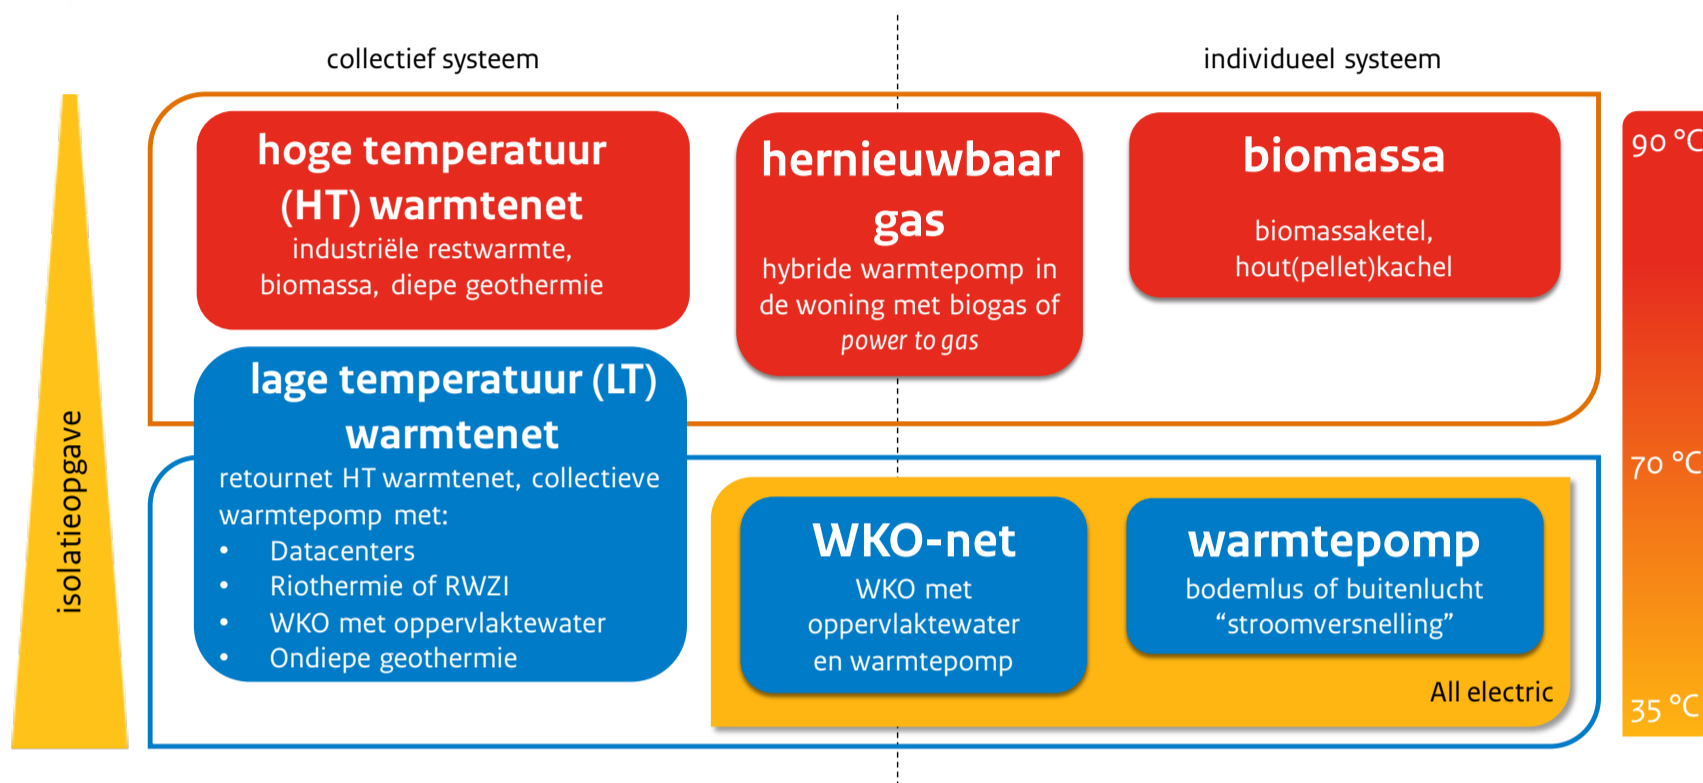 collectief systeem
individueel systeem
hoge temperatuur
(HT) warmtenet
industriële restwarmte,
biomassa, diepe geothermie
hernieuwbaar
gas
hybride warmtepomp in
de woning met biogas of
power to gas
biomassa
biomassaketel,
hout(pellet)kachel
90 °C
lage temperatuur (LT)
warmtenet
retournet HT warmtenet, collectieve
warmtepomp met:
• Datacenters
• Riothermie of RWZI
• WKO met oppervlaktewater
• Ondiepe geothermie
WKO-net
WKO met
oppervlaktewater
en warmtepomp
warmtepomp
bodemlus of buitenlucht
“stroomversnelling”
All electric
70 °C
35 °C
isolatieopgave